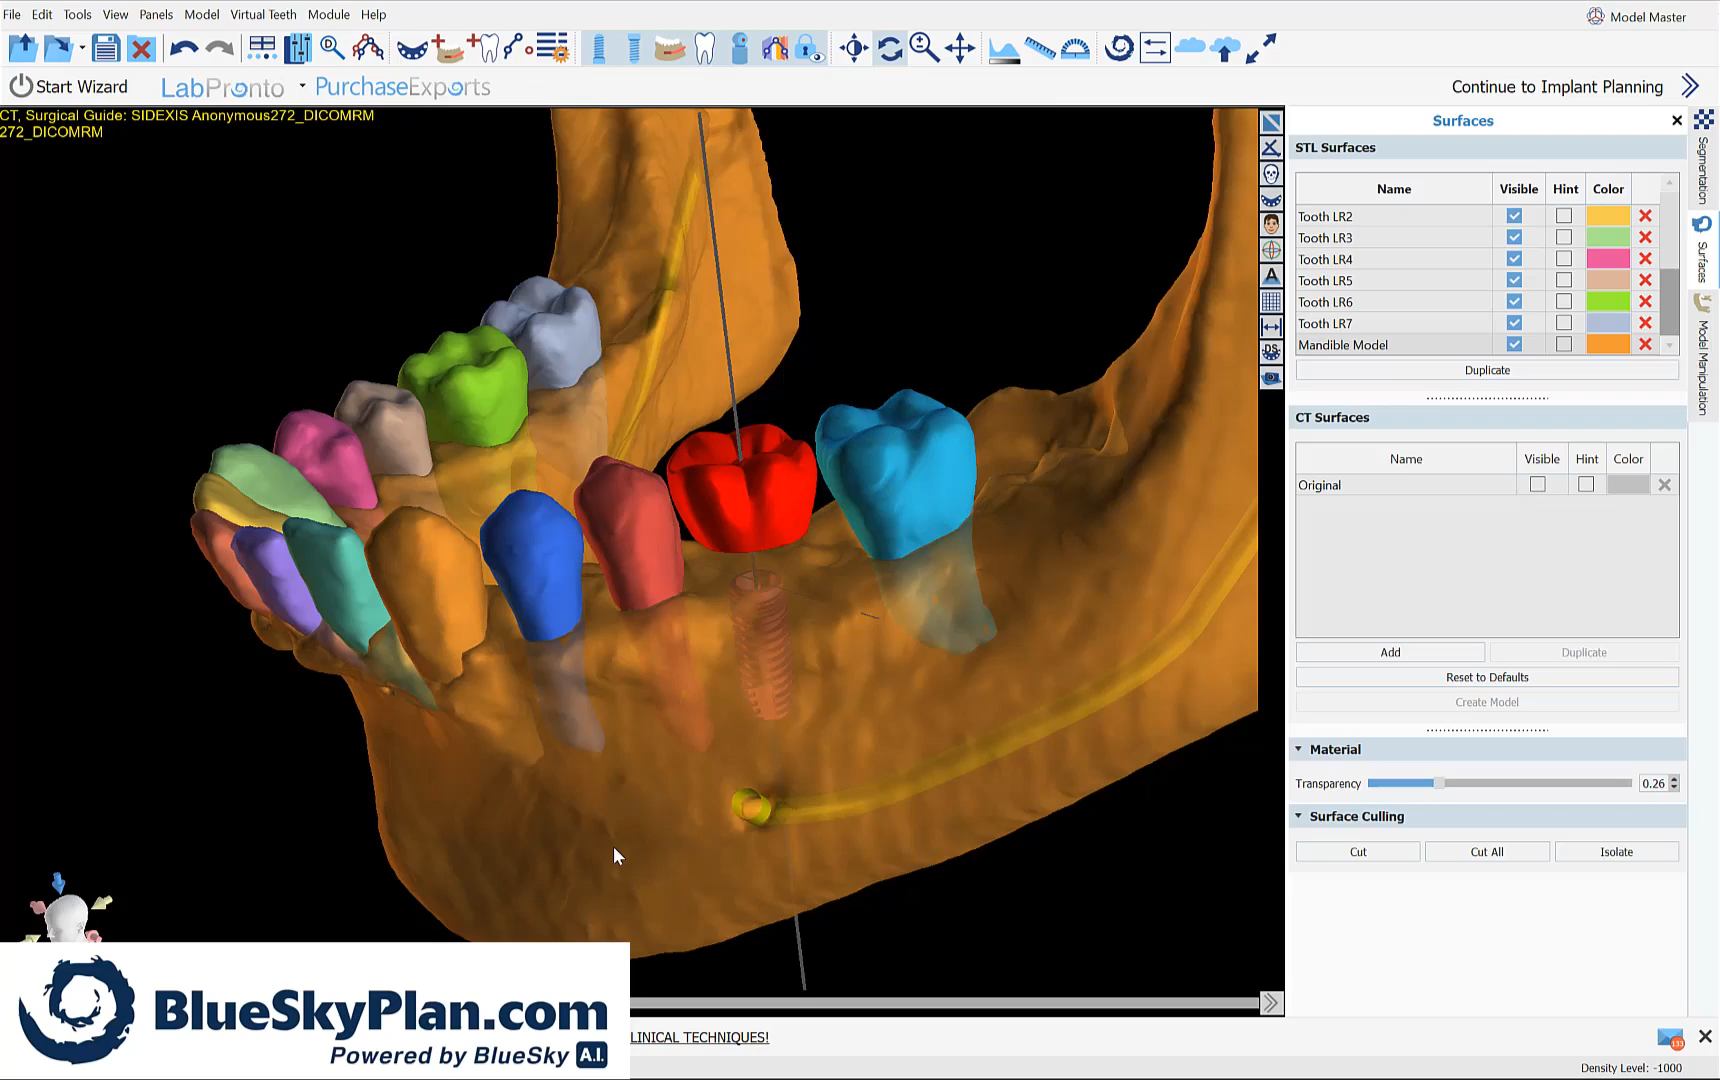 File Edit Tools View Panels Model Virtual Teeth Module Help
Model Master
Start Wizard LabPronto PurchaseExports
Continue to Implant Planning
CT, Surgical Guide: SIDEXIS Anonymous272_DICOMRM
272_DICOMRM
Surfaces
STL Surfaces
Name Visible Hint Color
Tooth LR2
Tooth LR3
Tooth LR4
Tooth LR5
Tooth LR6
Tooth LR7
Mandible Model
Duplicate
CT Surfaces
Name Visible Hint Color
Original
Add Duplicate
Reset to Defaults
Create Model
Material
Transparency 0.26
Surface Culling
Cut Cut All Isolate
Segmentation
Surfaces
Model Manipulation
A
DS
D
BlueSkyPlan.com
Powered by BlueSky A.I.
LINICAL TECHNIQUES!
133
Density Level: -1000